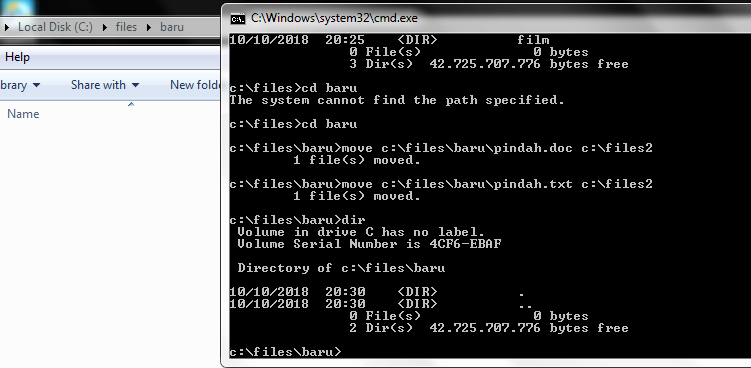 Local Disk (C:) files baru
Help
brary Share with New folde
Name
C:\Windows\system32\cmd.exe
10/10/2018 20:25 <DIR> film
0 File(s) 0 bytes
3 Dir(s) 42.725.707.776 bytes free
c:\files>cd baru
The system cannot find the path specified.
c:\files>cd baru
c:\files\baru>move c:\files\baru\pindah.doc c:\files2
1 file(s) moved.
c:\files\baru>move c:\files\baru\pindah.txt c:\files2
1 file(s) moved.
c:\files\baru>dir
Volume in drive C has no label.
Volume Serial Number is 4CF6-EBAF
Directory of c:\files\baru
10/10/2018 20:30 <DIR> .
10/10/2018 20:30 <DIR> ..
0 File(s) 0 bytes
2 Dir(s) 42.725.707.776 bytes free
c:\files\baru>